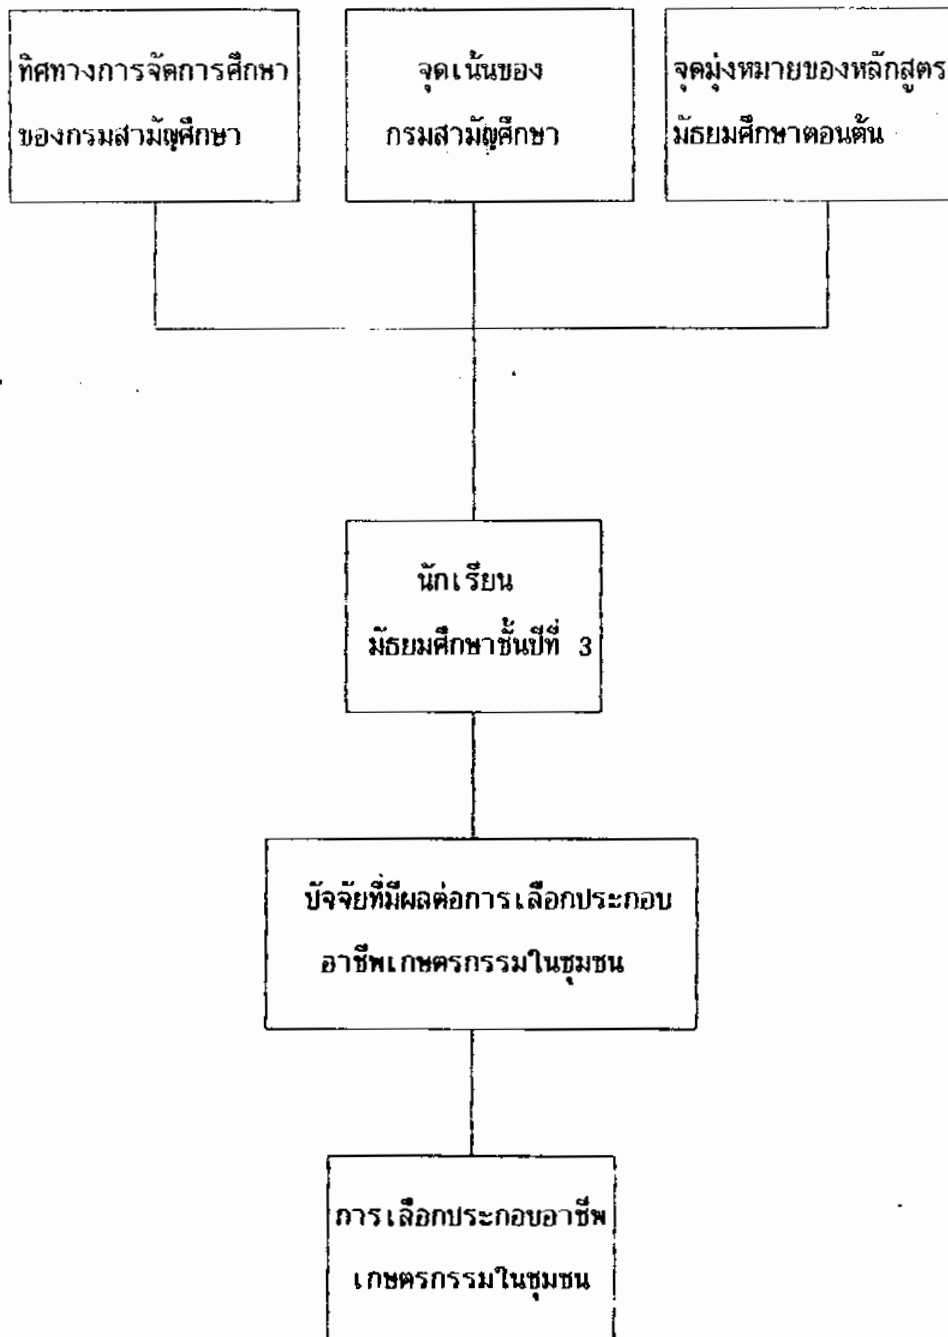 ทิศทางการจัดการศึกษา
ของกรมสามัญศึกษา
จุดเน้นของ
กรมสามัญศึกษา
จุดมุ่งหมายของหลักสูตร
มัธยมศึกษาตอนต้น
นักเรียน
มัธยมศึกษาชั้นปีที่ 3
ปัจจัยที่มีผลต่อการเลือกประกอบ
อาชีพเกษตรกรรมในชุมชน
การเลือกประกอบอาชีพ
เกษตรกรรมในชุมชน